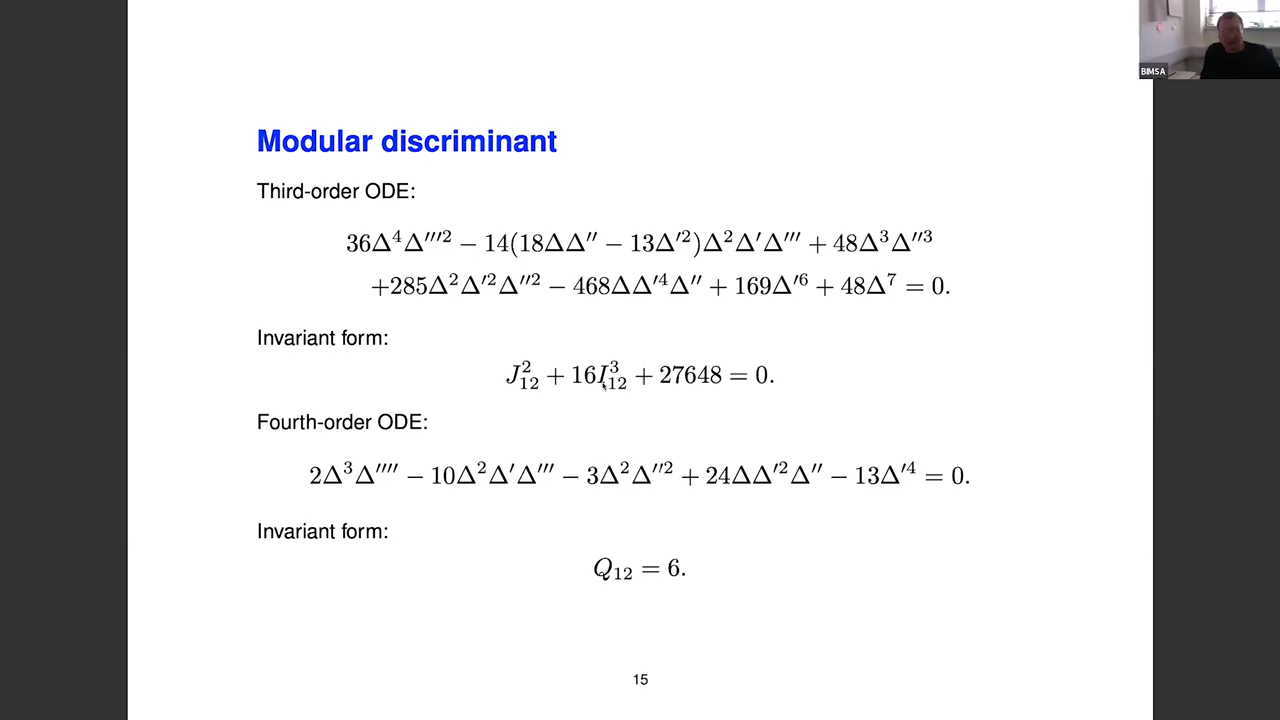 BIMSA
Modular discriminant
Third-order ODE:
36Δ⁴Δ′′′² − 14(18ΔΔ′′ − 13Δ′²)Δ²Δ′Δ′′′ + 48Δ³Δ′′³
+285Δ²Δ′²Δ′′² − 468ΔΔ′⁴Δ′′ + 169Δ′⁶ + 48Δ⁷ = 0.
Invariant form:
J₁₂² + 16I₁₂³ + 27648 = 0.
Fourth-order ODE:
2Δ³Δ′′′′ − 10Δ²Δ′Δ′′′ − 3Δ²Δ′′² + 24ΔΔ′²Δ′′ − 13Δ′⁴ = 0.
Invariant form:
Q₁₂ = 6.
15